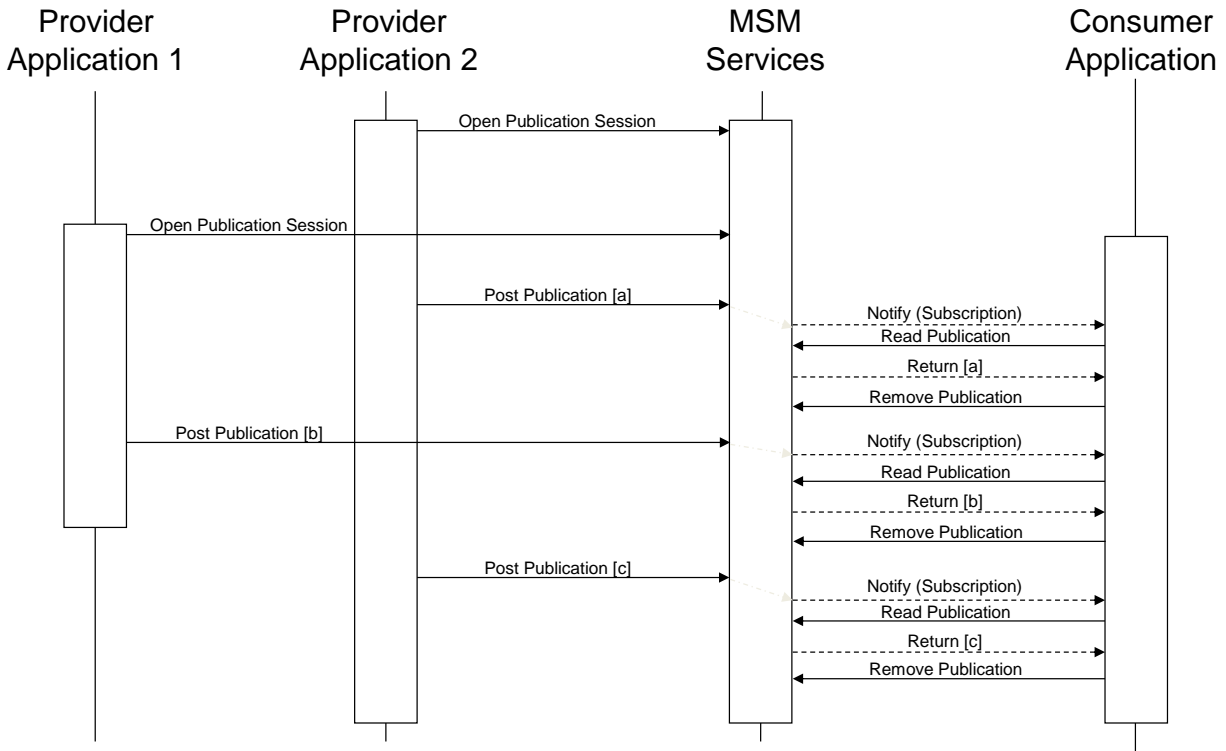 Provider
Application 1
Provider
Application 2
MSM
Services
Consumer
Application
Open Publication Session
Open Publication Session
Post Publication [a]
Notify (Subscription)
Read Publication
Return [a]
Remove Publication
Post Publication [b]
Notify (Subscription)
Read Publication
Return [b]
Remove Publication
Post Publication [c]
Notify (Subscription)
Read Publication
Return [c]
Remove Publication